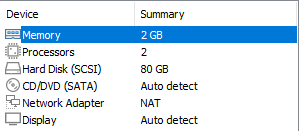 Device Summary
Memory 2 GB
Processors 2
Hard Disk (SCSI) 80 GB
CD/DVD (SATA) Auto detect
Network Adapter NAT
Display Auto detect